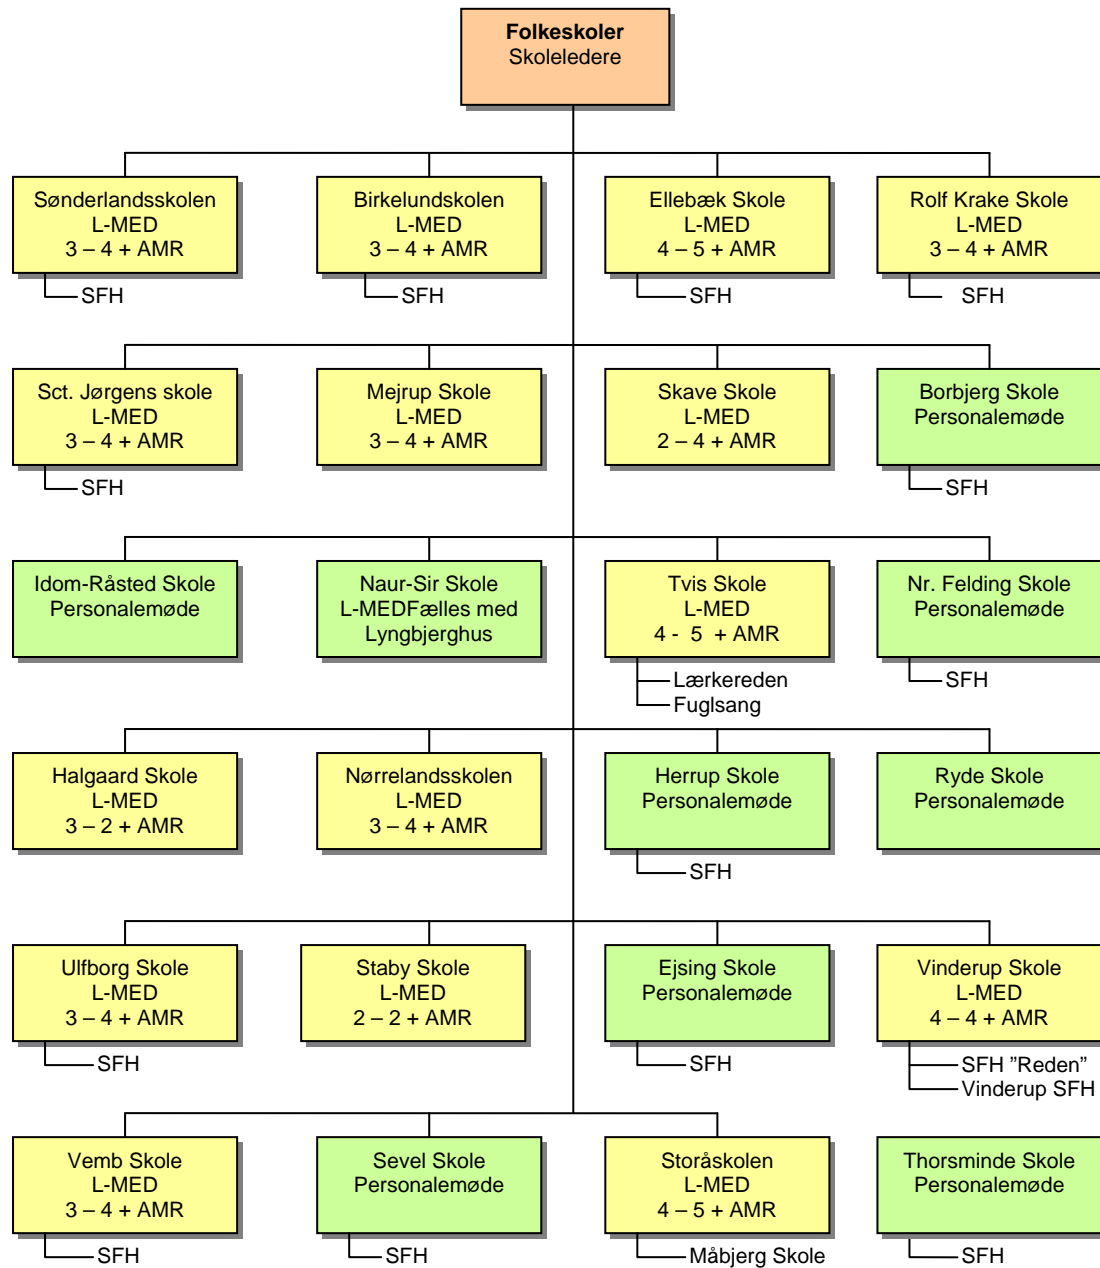 Folkeskoler
Skoleledere
Sønderlandsskolen
L-MED
3 – 4 + AMR
SFH
Birkelundskolen
L-MED
3 – 4 + AMR
SFH
Ellebæk Skole
L-MED
4 – 5 + AMR
SFH
Rolf Krake Skole
L-MED
3 – 4 + AMR
SFH
Sct. Jørgens skole
L-MED
3 – 4 + AMR
SFH
Mejrup Skole
L-MED
3 – 4 + AMR
Skave Skole
L-MED
2 – 4 + AMR
Borbjerg Skole
Personalemøde
SFH
Idom-Råsted Skole
Personalemøde
Naur-Sir Skole
L-MEDFælles med
Lyngbjerghus
Tvis Skole
L-MED
4 - 5 + AMR
Lærkereden
Fuglsang
Nr. Felding Skole
Personalemøde
SFH
Halgaard Skole
L-MED
3 – 2 + AMR
Nørrelandsskolen
L-MED
3 – 4 + AMR
Herrup Skole
Personalemøde
SFH
Ryde Skole
Personalemøde
Ulfborg Skole
L-MED
3 – 4 + AMR
SFH
Staby Skole
L-MED
2 – 2 + AMR
Ejsing Skole
Personalemøde
SFH
Vinderup Skole
L-MED
4 – 4 + AMR
SFH ”Reden”
Vinderup SFH
Vemb Skole
L-MED
3 – 4 + AMR
SFH
Sevel Skole
Personalemøde
SFH
Storåskolen
L-MED
4 – 5 + AMR
Måbjerg Skole
Thorsminde Skole
Personalemøde
SFH